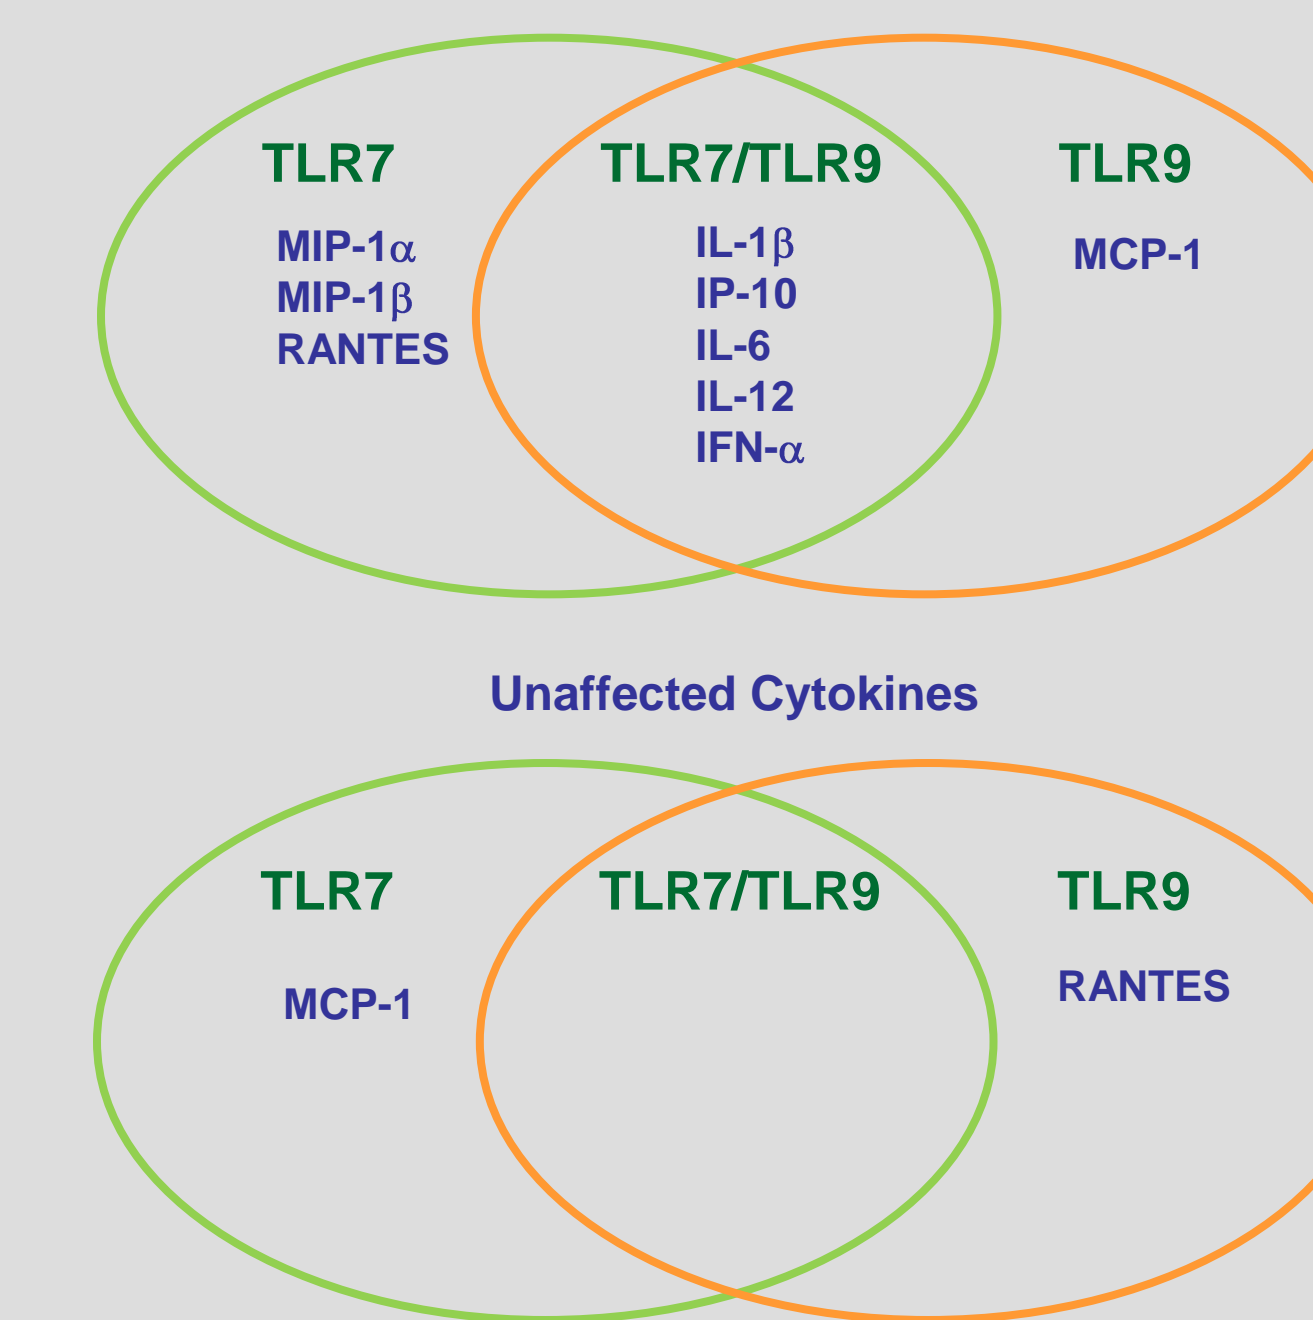 TLR7 TLR7/TLR9 TLR9
MIP-1α
MIP-1β
RANTES
IL-1β
IP-10
IL-6
IL-12
IFN-α
MCP-1
Unaffected Cytokines
TLR7 TLR7/TLR9 TLR9
MCP-1
RANTES